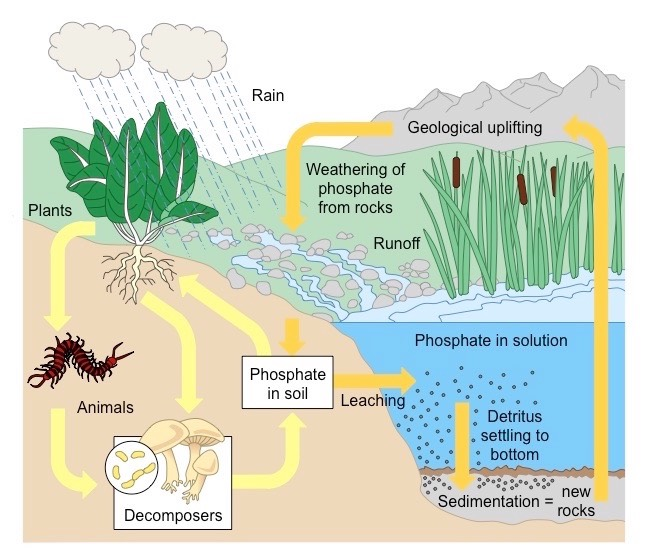 Rain
Geological uplifting
Weathering of
phosphate
from rocks
Plants
Runoff
Phosphate in solution
Phosphate
in soil
Leaching
Animals
Detritus
settling to
bottom
Sedimentation = new
rocks
Decomposers